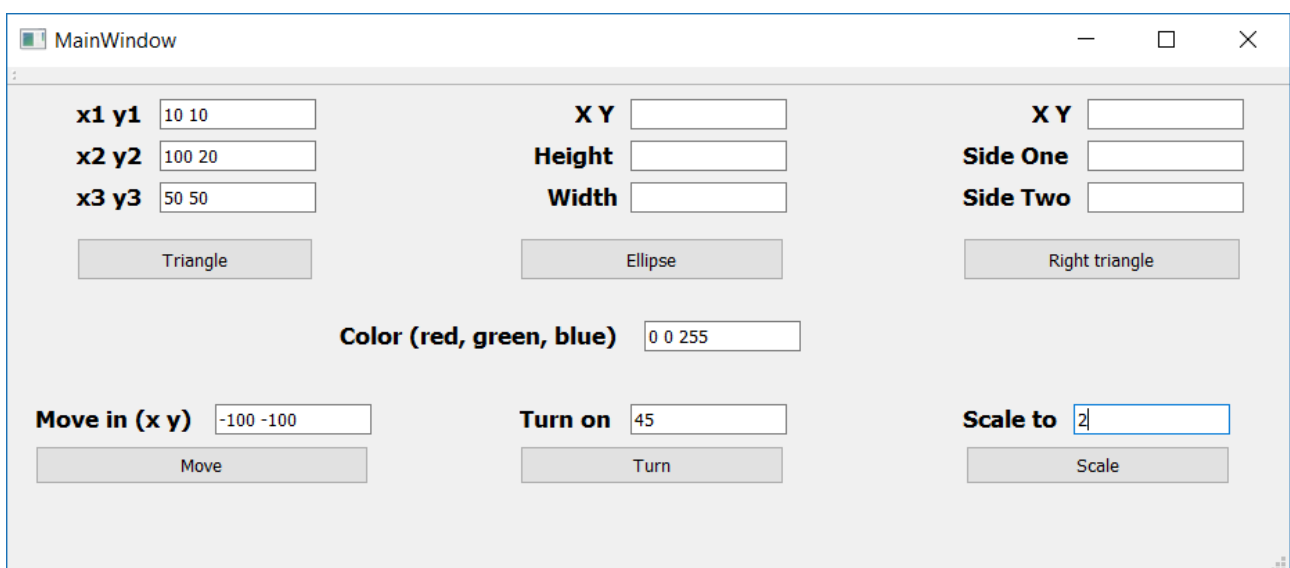 MainWindow
x1 y1 10 10 X Y X Y
x2 y2 100 20 Height Side One
x3 y3 50 50 Width Side Two
Triangle Ellipse Right triangle
Color (red, green, blue) 0 0 255
Move in (x y) -100 -100 Turn on 45 Scale to 2
Move Turn Scale